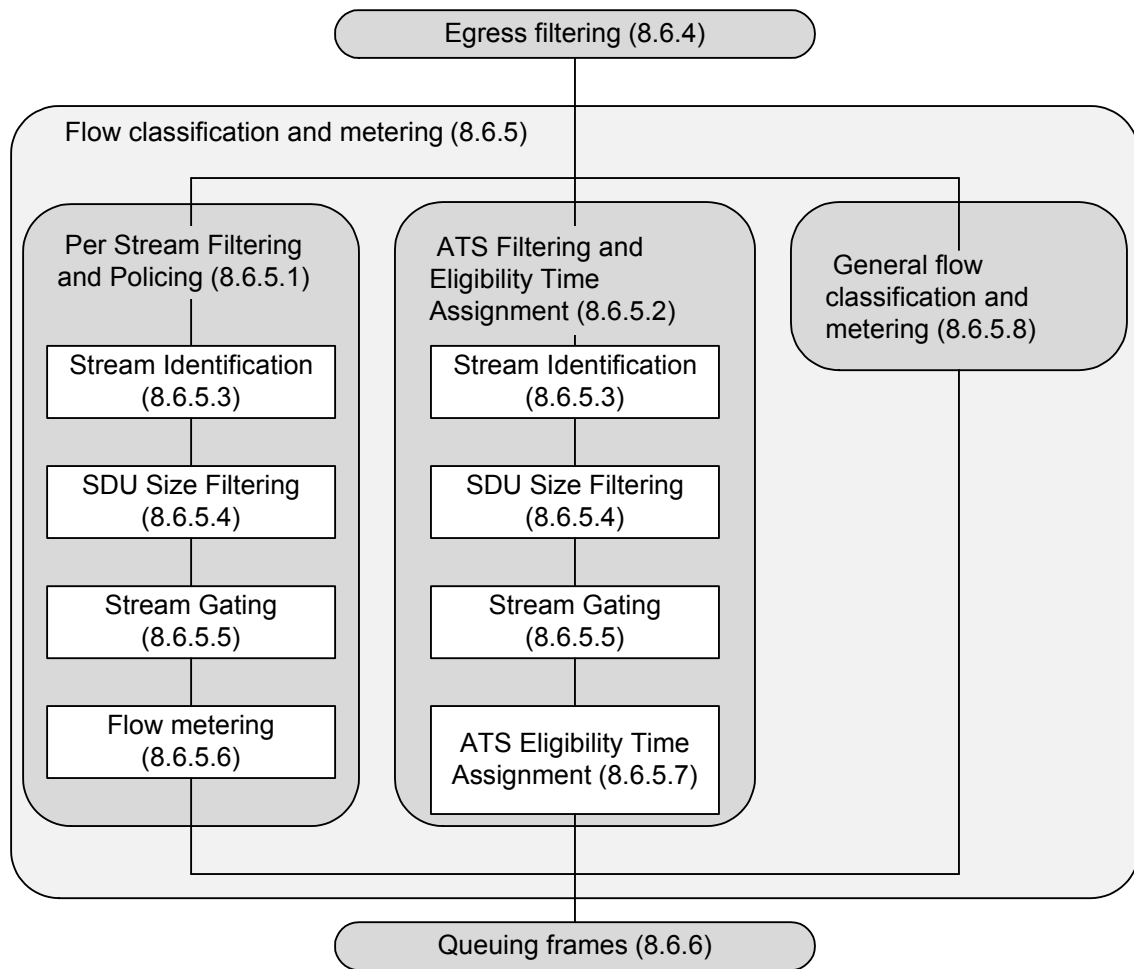 Egress filtering (8.6.4)
Flow classification and metering (8.6.5)
Per Stream Filtering
and Policing (8.6.5.1)
Stream Identification
(8.6.5.3)
SDU Size Filtering
(8.6.5.4)
Stream Gating
(8.6.5.5)
Flow metering
(8.6.5.6)
ATS Filtering and
Eligibility Time
Assignment (8.6.5.2)
Stream Identification
(8.6.5.3)
SDU Size Filtering
(8.6.5.4)
Stream Gating
(8.6.5.5)
ATS Eligibility Time
Assignment (8.6.5.7)
General flow
classification and
metering (8.6.5.8)
Queuing frames (8.6.6)